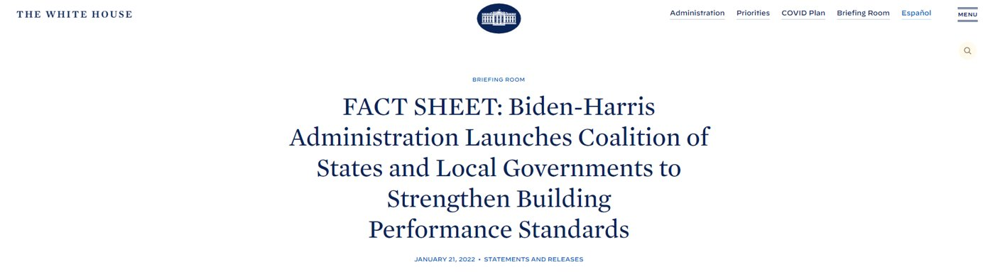 THE WHITE HOUSE
Administration Priorities COVID Plan Briefing Room Español MENU
BRIEFING ROOM
FACT SHEET: Biden-Harris
Administration Launches Coalition of
States and Local Governments to
Strengthen Building
Performance Standards
JANUARY 21, 2022 • STATEMENTS AND RELEASES